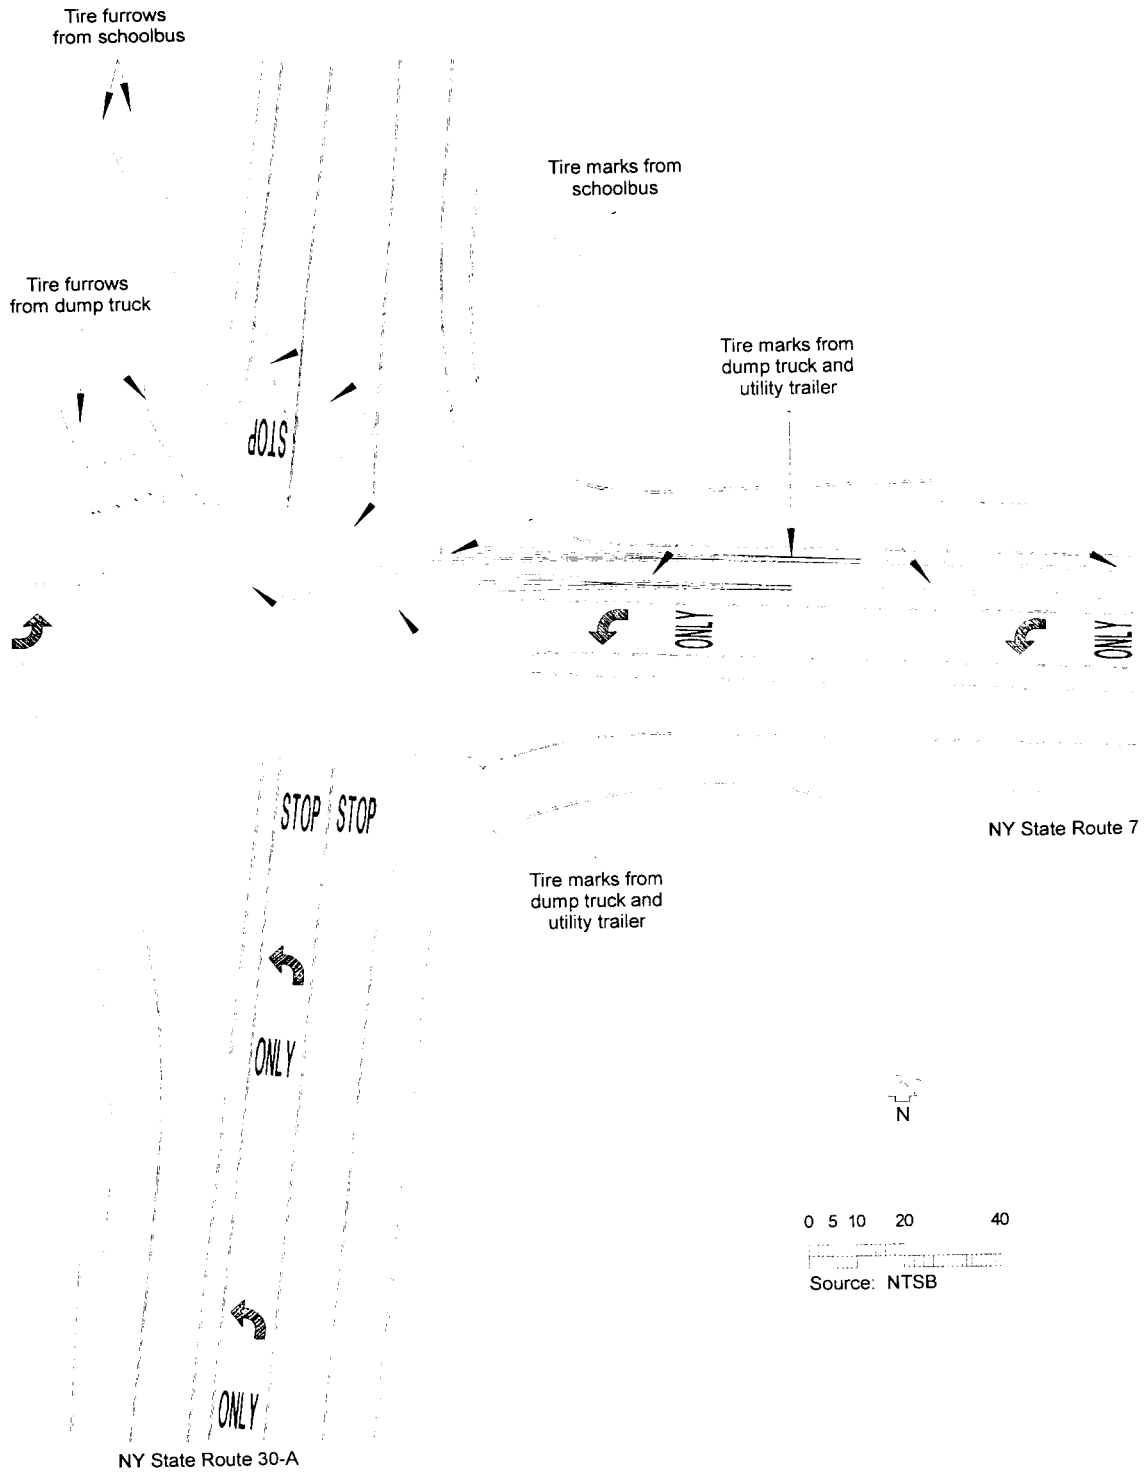 Tire furrows
from schoolbus
Tire marks from
schoolbus
Tire furrows
from dump truck
Tire marks from
dump truck and
utility trailer
STOP
ONLY
ONLY
STOP STOP
NY State Route 7
Tire marks from
dump truck and
utility trailer
ONLY
N
0 5 10 20 40
Source: NTSB
ONLY
NY State Route 30-A